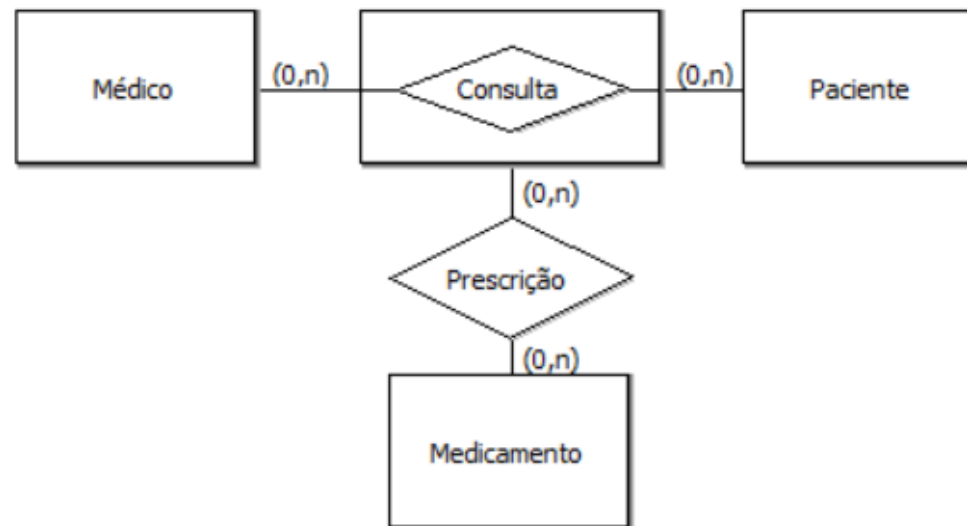 Médico
(0,n)
Consulta
(0,n)
Paciente
(0,n)
Prescrição
(0,n)
Medicamento